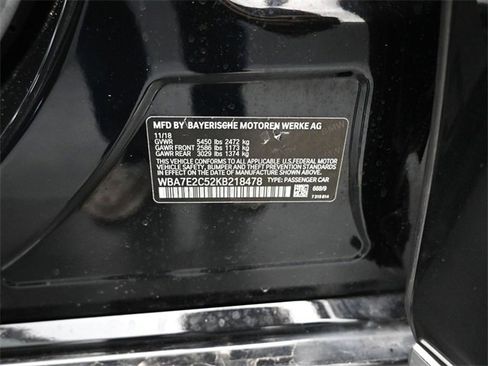 MFD BY BAYERISCHE MOTOREN WERKE AG
11/18
GVWR 5450 lbs 2472 kg
GAWR FRONT 2586 lbs 1173 kg
GAWR REAR 3029 lbs 1374 kg
THIS VEHICLE CONFORMS TO ALL APPLICABLE U.S. FEDERAL MOTOR
VEHICLE SAFETY, BUMPER AND THEFT PREVENTION STANDARDS
IN EFFECT ON THE DATE OF MANUFACTURE SHOWN ABOVE
WBA7E2C52KB218478 TYPE: PASSENGER CAR
668/9
7 315 614